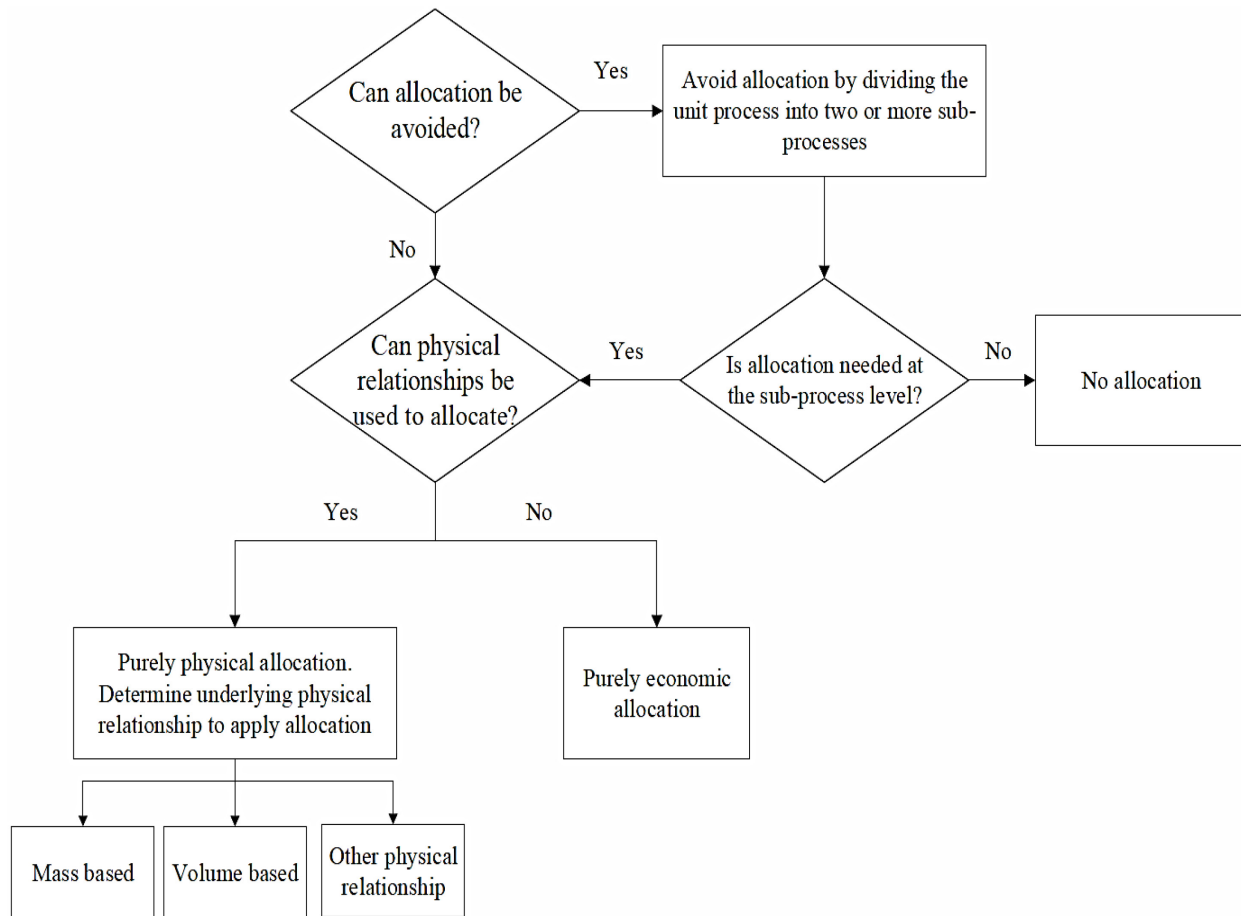 Can allocation be
avoided?
Yes
Avoid allocation by dividing the
unit process into two or more sub-
processes
No
Can physical
relationships be
used to allocate?
Yes
Is allocation needed at
the sub-process level?
No
No allocation
Yes
No
Purely physical allocation.
Determine underlying physical
relationship to apply allocation
Purely economic
allocation
Mass based
Volume based
Other physical
relationship